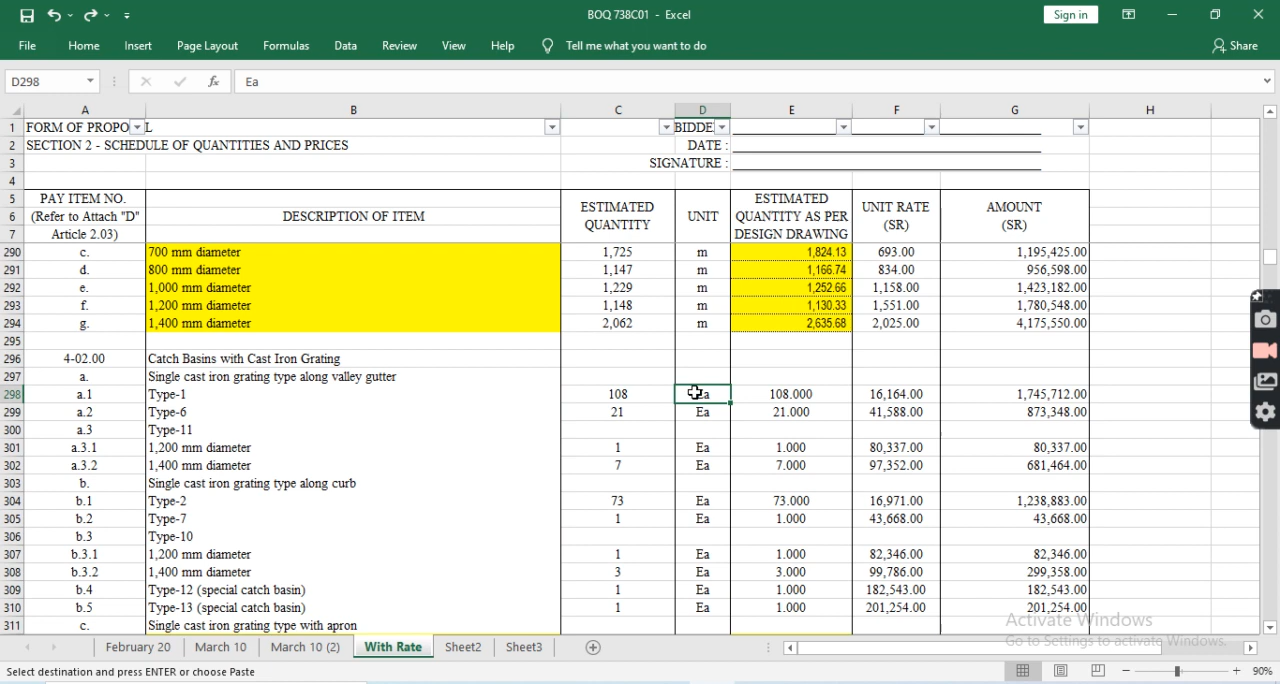 BOQ 738C01 - Excel
Sign in
File Home Insert Page Layout Formulas Data Review View Help Tell me what you want to do Share
D298 fx Ea
A B C D E F G H
1 FORM OF PROPO L BIDDE
2 SECTION 2 - SCHEDULE OF QUANTITIES AND PRICES DATE :
3 SIGNATURE :
4
5 PAY ITEM NO. ESTIMATED
6 (Refer to Attach "D" DESCRIPTION OF ITEM ESTIMATED QUANTITY UNIT QUANTITY AS PER UNIT RATE (SR) AMOUNT (SR)
7 Article 2.03) DESIGN DRAWING
290 c. 700 mm diameter 1,725 m 1,824.13 693.00 1,195,425.00
291 d. 800 mm diameter 1,147 m 1,166.74 834.00 956,598.00
292 e. 1,000 mm diameter 1,229 m 1,252.66 1,158.00 1,423,182.00
293 f. 1,200 mm diameter 1,148 m 1,130.33 1,551.00 1,780,548.00
294 g. 1,400 mm diameter 2,062 m 2,635.68 2,025.00 4,175,550.00
295
296 4-02.00 Catch Basins with Cast Iron Grating
297 a. Single cast iron grating type along valley gutter
298 a.1 Type-1 108 Ea 108.000 16,164.00 1,745,712.00
299 a.2 Type-6 21 Ea 21.000 41,588.00 873,348.00
300 a.3 Type-11
301 a.3.1 1,200 mm diameter 1 Ea 1.000 80,337.00 80,337.00
302 a.3.2 1,400 mm diameter 7 Ea 7.000 97,352.00 681,464.00
303 b. Single cast iron grating type along curb
304 b.1 Type-2 73 Ea 73.000 16,971.00 1,238,883.00
305 b.2 Type-7 1 Ea 1.000 43,668.00 43,668.00
306 b.3 Type-10
307 b.3.1 1,200 mm diameter 1 Ea 1.000 82,346.00 82,346.00
308 b.3.2 1,400 mm diameter 3 Ea 3.000 99,786.00 299,358.00
309 b.4 Type-12 (special catch basin) 1 Ea 1.000 182,543.00 182,543.00
310 b.5 Type-13 (special catch basin) 1 Ea 1.000 201,254.00 201,254.00
311 c. Single cast iron grating type with apron
Activate Windows
Go to Settings to activate Windows.
February 20 March 10 March 10 (2) With Rate Sheet2 Sheet3
Select destination and press ENTER or choose Paste 90%